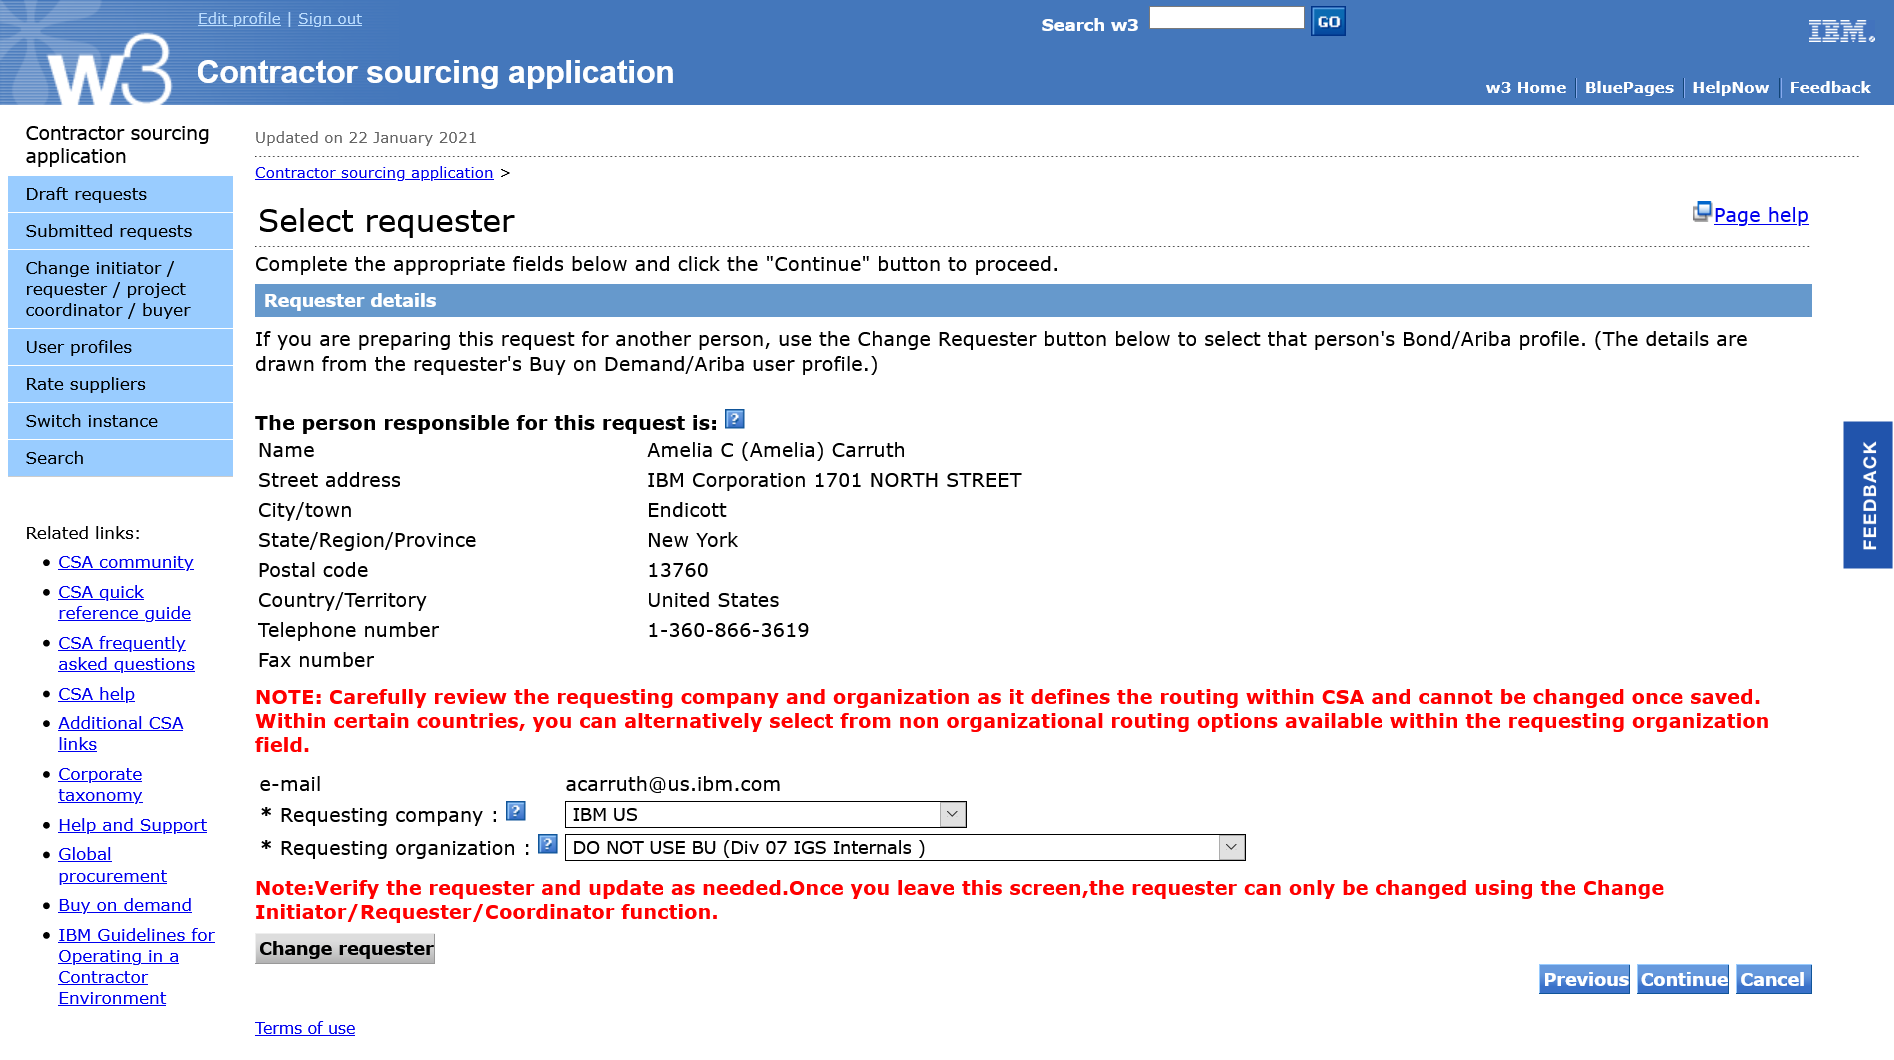 Edit profile | Sign out
Search w3
GO
IBM.
w3
Contractor sourcing application
w3 Home
BluePages
HelpNow
Feedback
Contractor sourcing
application
Draft requests
Submitted requests
Change initiator /
requester / project
coordinator / buyer
User profiles
Rate suppliers
Switch instance
Search
Related links:
CSA community
CSA quick
reference guide
CSA frequently
asked questions
CSA help
Additional CSA
links
Corporate
taxonomy
Help and Support
Global
procurement
Buy on demand
IBM Guidelines for
Operating in a
Contractor
Environment
Updated on 22 January 2021
Contractor sourcing application >
Select requester
Page help
Complete the appropriate fields below and click the "Continue" button to proceed.
Requester details
If you are preparing this request for another person, use the Change Requester button below to select that person's Bond/Ariba profile. (The details are
drawn from the requester's Buy on Demand/Ariba user profile.)
The person responsible for this request is: ?
Name Amelia C (Amelia) Carruth
Street address IBM Corporation 1701 NORTH STREET
City/town Endicott
State/Region/Province New York
Postal code 13760
Country/Territory United States
Telephone number 1-360-866-3619
Fax number
NOTE: Carefully review the requesting company and organization as it defines the routing within CSA and cannot be changed once saved.
Within certain countries, you can alternatively select from non organizational routing options available within the requesting organization
field.
e-mail acarruth@us.ibm.com
* Requesting company : ? IBM US
* Requesting organization : ? DO NOT USE BU (Div 07 IGS Internals )
Note:Verify the requester and update as needed.Once you leave this screen,the requester can only be changed using the Change
Initiator/Requester/Coordinator function.
Change requester
Previous Continue Cancel
Terms of use
FEEDBACK